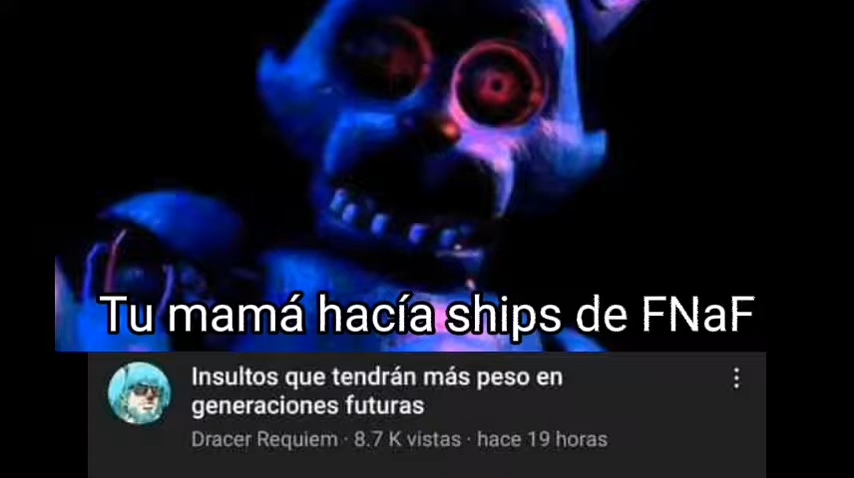 Tu mamá hacía ships de FNaF
Insultos que tendrán más peso en
generaciones futuras
Dracer Requiem · 8.7 K vistas · hace 19 horas